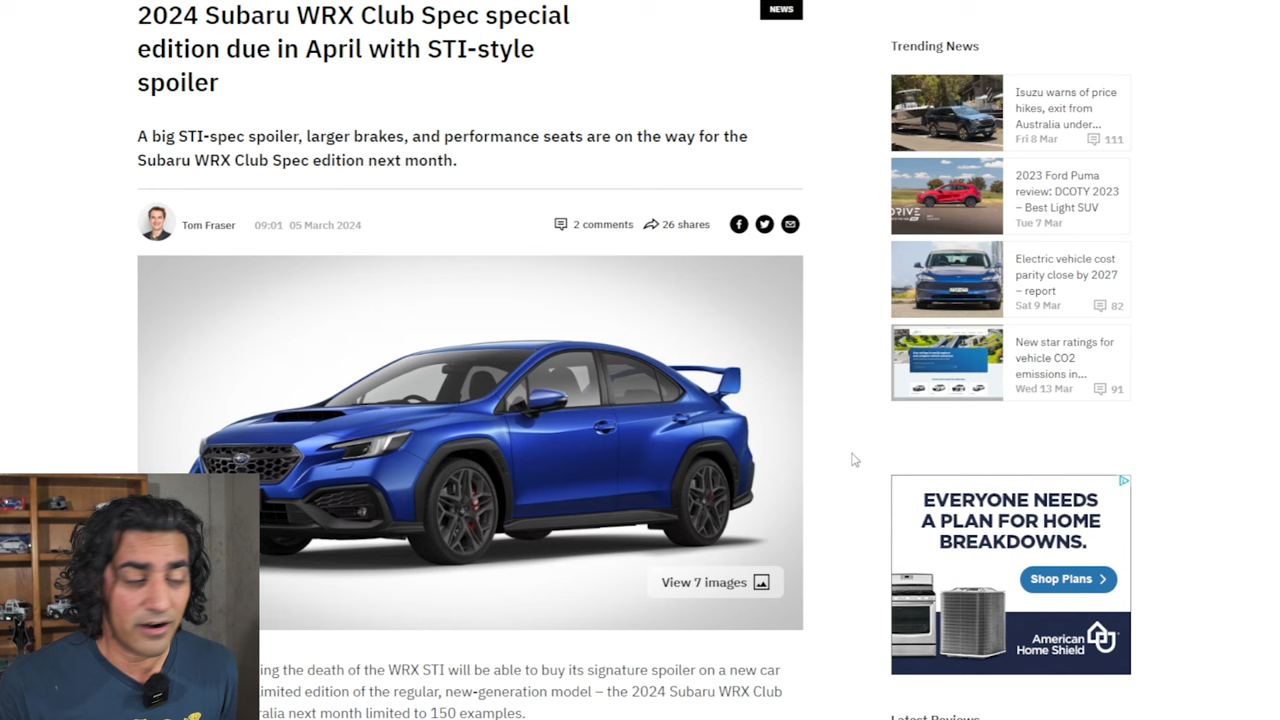 2024 Subaru WRX Club Spec special
edition due in April with STI-style
spoiler
NEWS
A big STI-spec spoiler, larger brakes, and performance seats are on the way for the
Subaru WRX Club Spec edition next month.
Tom Fraser
09:01 05 March 2024
2 comments
26 shares
View 7 images
ing the death of the WRX STI will be able to buy its signature spoiler on a new car
imited edition of the regular, new-generation model – the 2024 Subaru WRX Club
ralia next month limited to 150 examples.
Trending News
Isuzu warns of price
hikes, exit from
Australia under...
Fri 8 Mar 111
2023 Ford Puma
review: DCOTY 2023
– Best Light SUV
Tue 7 Mar
DRIVE
Electric vehicle cost
parity close by 2027
– report
Sat 9 Mar 82
New star ratings for
vehicle CO2
emissions in...
Wed 13 Mar 91
EVERYONE NEEDS
A PLAN FOR HOME
BREAKDOWNS.
Shop Plans
American
Home Shield